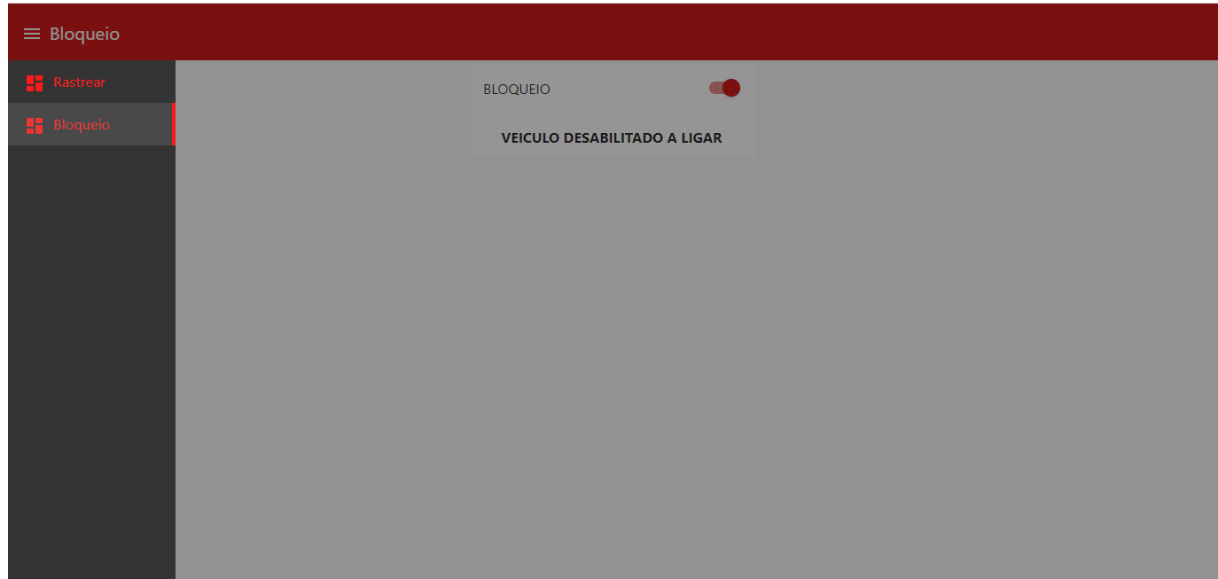 Bloqueio
Rastrear
Bloqueio
BLOQUEIO
VEICULO DESABILITADO A LIGAR